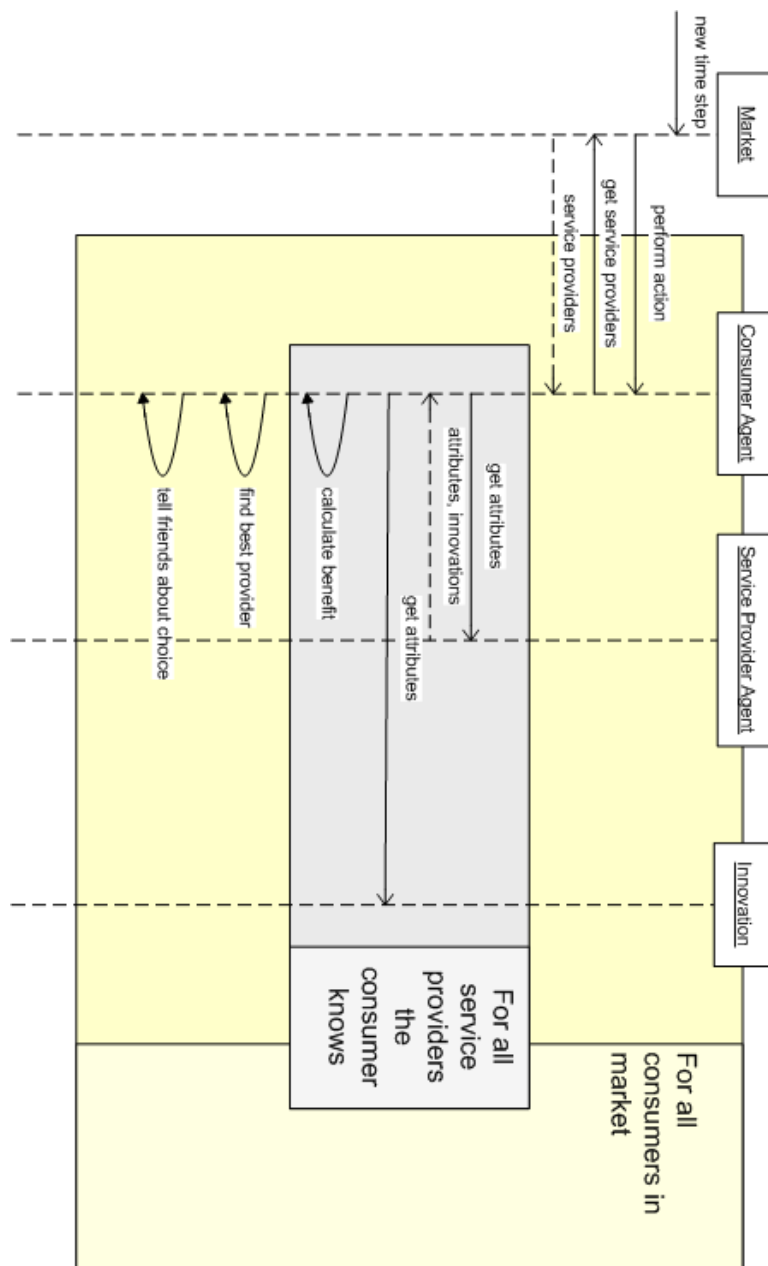 Market
Consumer Agent
Service Provider Agent
Innovation
new time step
perform action
get service providers
service providers
For all
consumers in
market
get attributes
attributes, innovations
get attributes
calculate benefit
For all
service
providers
the
consumer
knows
find best provider
tell friends about choice